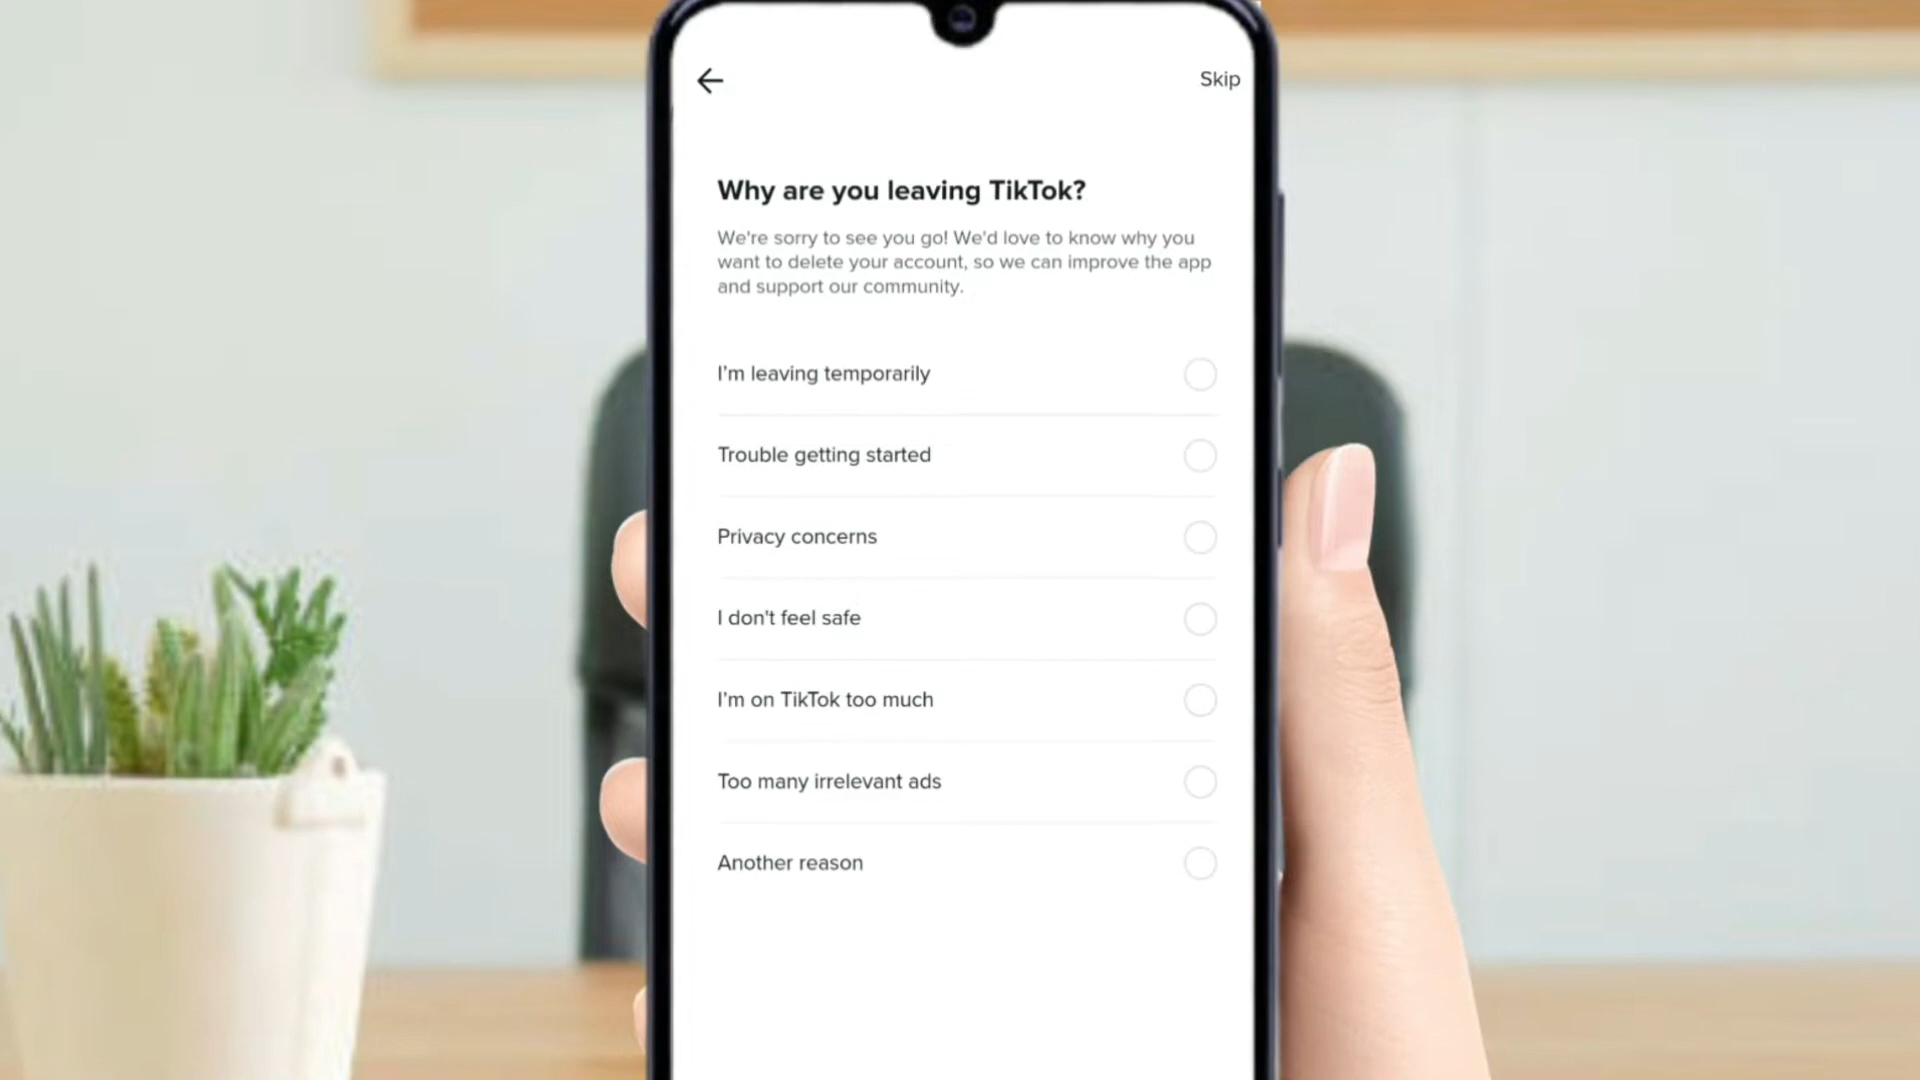 Skip
Why are you leaving TikTok?
We're sorry to see you go! We'd love to know why you
want to delete your account, so we can improve the app
and support our community.
I'm leaving temporarily
Trouble getting started
Privacy concerns
I don't feel safe
I'm on TikTok too much
Too many irrelevant ads
Another reason